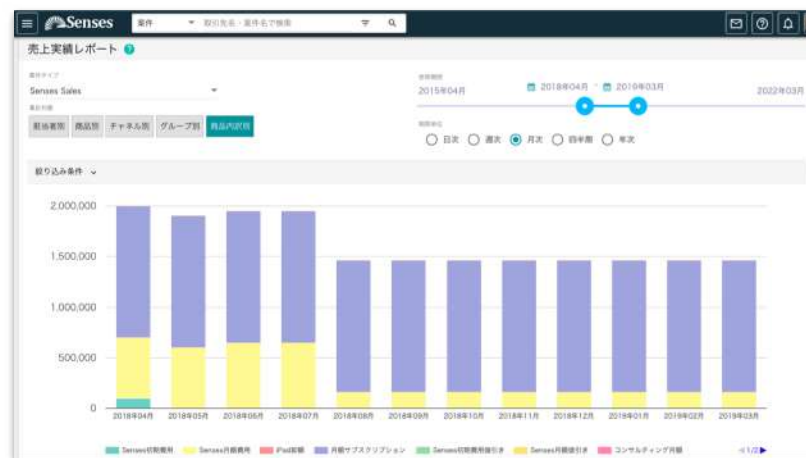 Senses 案件 取引先名・案件名で検索
売上実績レポート ?
案件タイプ
Senses Sales
集計対象
担当者別 商品別 チャネル別 グループ別 商品内訳別
2015年04月 2018年04月 ~ 2019年03月 2022年03月
日次 週次 月次 四半期 年次
絞り込み条件
2,000,000
1,500,000
1,000,000
500,000
0
2018年04月 2018年05月 2018年06月 2018年07月 2018年08月 2018年09月 2018年10月 2018年11月 2018年12月 2019年01月 2019年02月 2019年03月
Senses初期費用 Senses月額費用 iPad定額 月額サブスクリプション Senses初期費用値引き Senses月額値引き コンサルティング月額 1/2